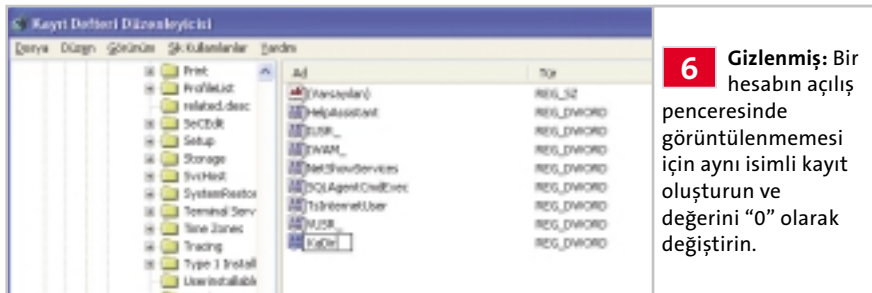 Kayıt Defteri Düzenleyicisi
Dosya Düzen Görünüm Sık Kullanılanlar Yardım
Print
ProfileList
related.desc
SeCEdit
Setup
Storage
SvcHost
SystemRestor
Terminal Serv
Time Zones
Tracing
Type 1 Install
Userinstallabl
Ad Tür
(Varsayılan) REG_SZ
HelpAssistant REG_DWORD
IUSR_ REG_DWORD
IWAM_ REG_DWORD
NetShowServices REG_DWORD
SQLAgentCmdExec REG_DWORD
TsInternetUser REG_DWORD
VUSR_ REG_DWORD
KaDir REG_DWORD
6 Gizlenmiş: Bir
hesabın açılış
penceresinde
görüntülenmemesi
için aynı isimli kayıt
oluşturun ve
değerini “0” olarak
değiştirin.